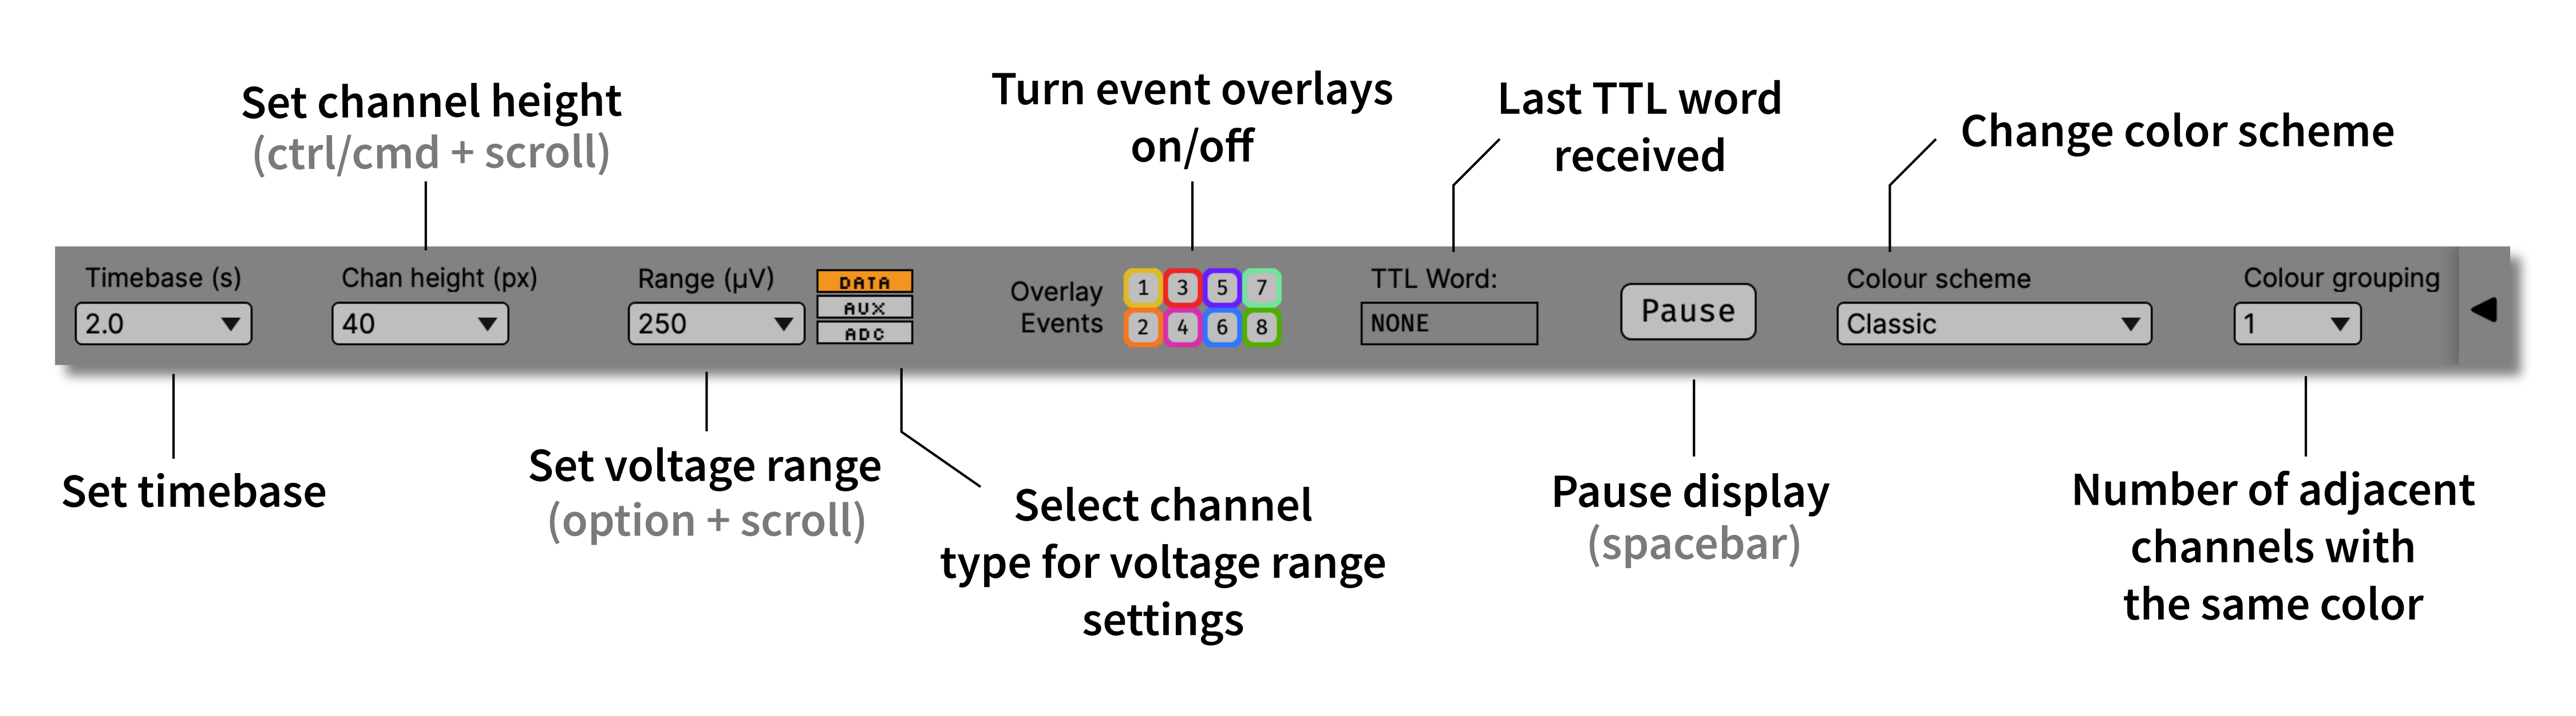 Set channel height
(ctrl/cmd + scroll)
Turn event overlays
on/off
Last TTL word
received
Change color scheme
Timebase (s)
2.0
Chan height (px)
40
Range (μV)
250
DATA
AUX
ADC
Overlay
Events
1 3 5 7
2 4 6 8
TTL Word:
NONE
Pause
Colour scheme
Classic
Colour grouping
1
Set timebase
Set voltage range
(option + scroll)
Select channel
type for voltage range
settings
Pause display
(spacebar)
Number of adjacent
channels with
the same color